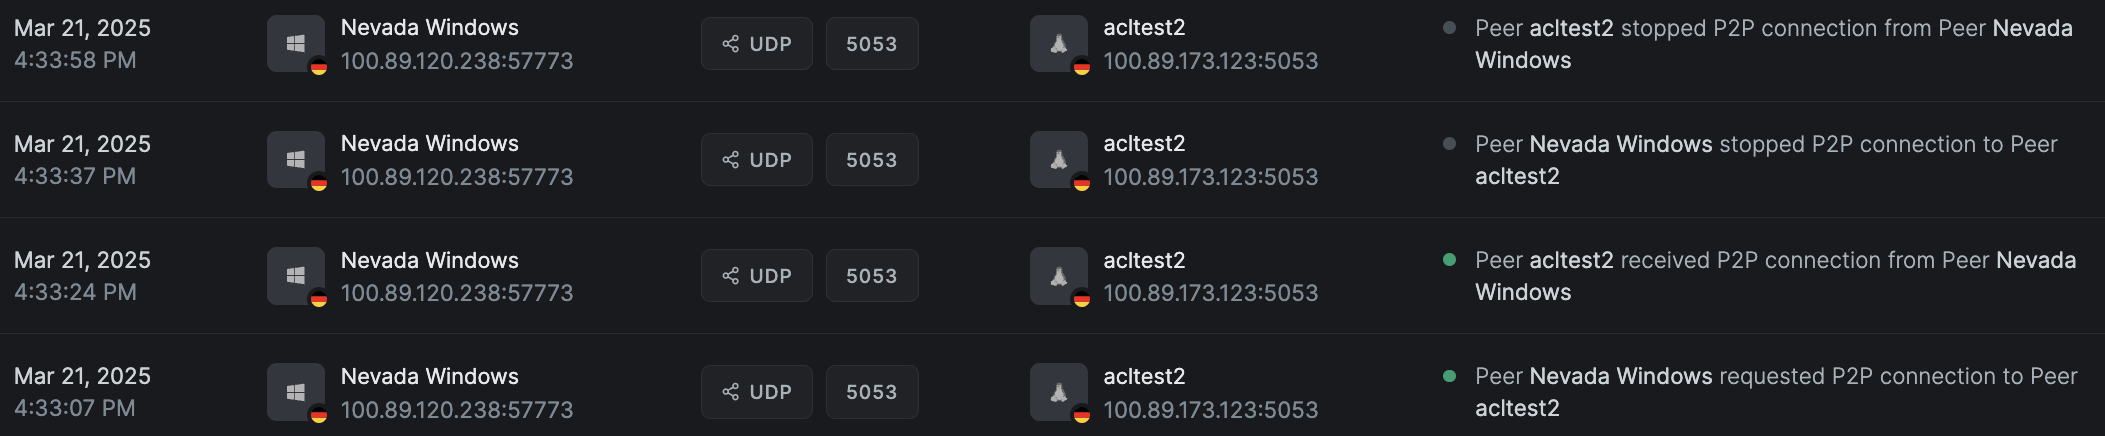 Mar 21, 2025
4:33:58 PM
Nevada Windows
100.89.120.238:57773
UDP
5053
acltest2
100.89.173.123:5053
Peer acltest2 stopped P2P connection from Peer Nevada
Windows
Mar 21, 2025
4:33:37 PM
Nevada Windows
100.89.120.238:57773
UDP
5053
acltest2
100.89.173.123:5053
Peer Nevada Windows stopped P2P connection to Peer
acltest2
Mar 21, 2025
4:33:24 PM
Nevada Windows
100.89.120.238:57773
UDP
5053
acltest2
100.89.173.123:5053
Peer acltest2 received P2P connection from Peer Nevada
Windows
Mar 21, 2025
4:33:07 PM
Nevada Windows
100.89.120.238:57773
UDP
5053
acltest2
100.89.173.123:5053
Peer Nevada Windows requested P2P connection to Peer
acltest2